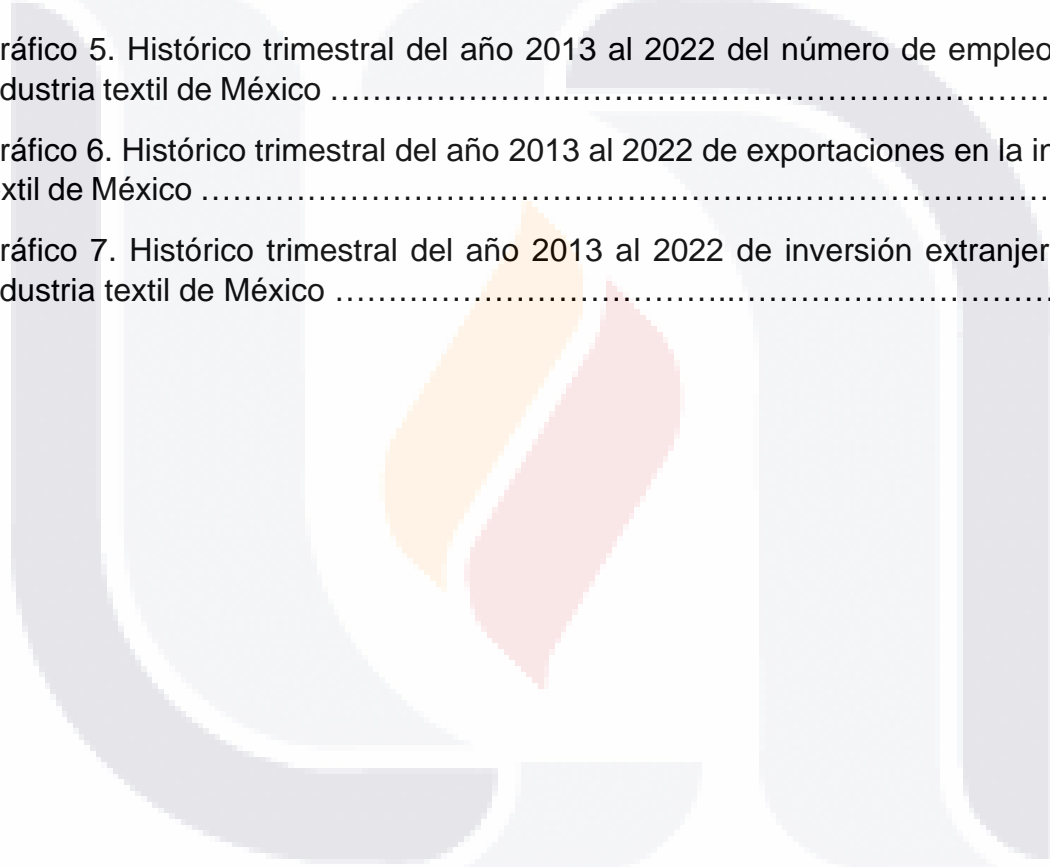 ráfico 5. Histórico trimestral del año 2013 al 2022 del número de empleo
dustria textil de México …………………..……………………………………
ráfico 6. Histórico trimestral del año 2013 al 2022 de exportaciones en la in
xtil de México …………………………………………………..………………………
ráfico 7. Histórico trimestral del año 2013 al 2022 de inversión extranjer
dustria textil de México …………………………………..……………………………